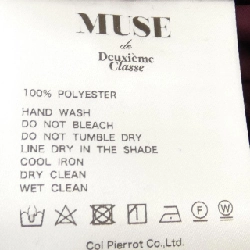 MUSE
de
Deuxième
Classe
100% POLYESTER
HAND WASH
DO NOT BLEACH
DO NOT TUMBLE DRY
LINE DRY IN THE SHADE
COOL IRON
DRY CLEAN
WET CLEAN
F W
Col Pierrot Co.,Ltd.